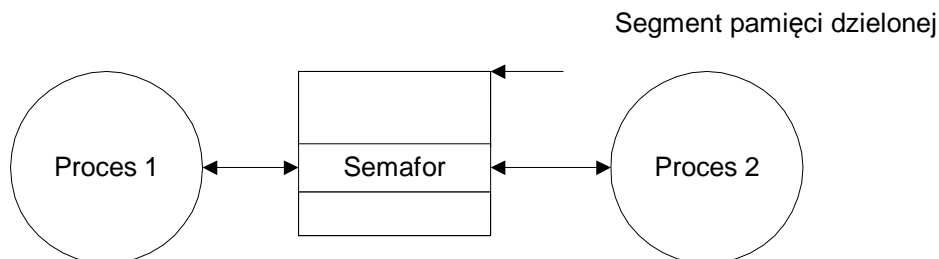 Segment pamięci dzielonej
Proces 1
Semafor
Proces 2